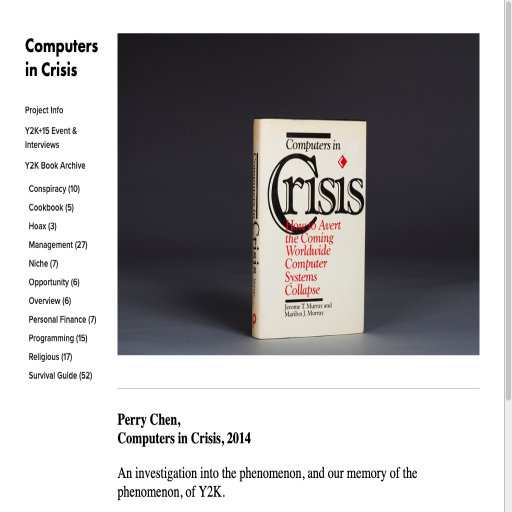 Computers
in Crisis
Project Info
Y2K+15 Event &
Interviews
Y2K Book Archive
Conspiracy (10)
Cookbook (5)
Hoax (3)
Management (27)
Niche (7)
Opportunity (6)
Overview (6)
Personal Finance (7)
Programming (15)
Religious (17)
Survival Guide (52)
Computers in Crisis
Computers in
Crisis
How to Avert
the Coming
Worldwide
Computer
Systems
Collapse
Jerome T. Murray and
Marilyn J. Murray
Perry Chen,
Computers in Crisis, 2014
An investigation into the phenomenon, and our memory of the
phenomenon, of Y2K.